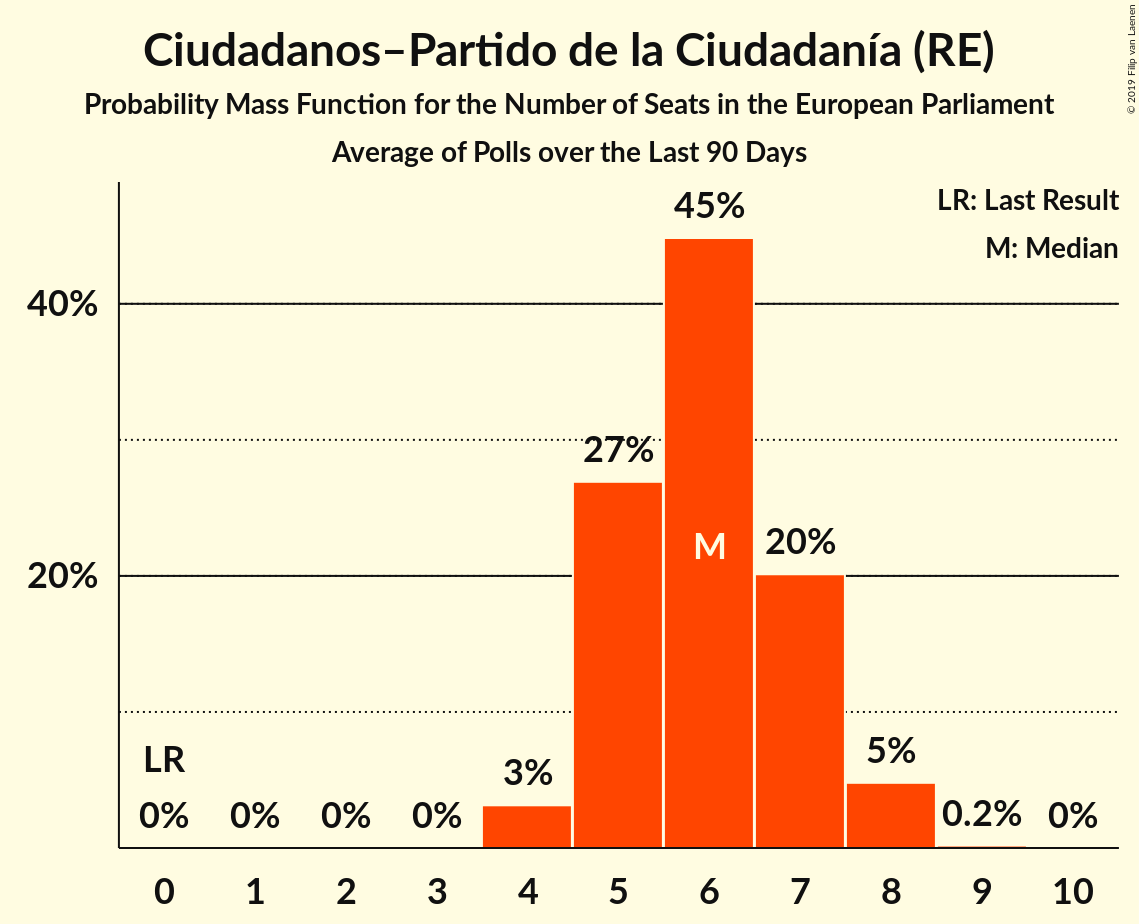 © 2019 Filip van Laenen
Ciudadanos–Partido de la Ciudadanía (RE)
Probability Mass Function for the Number of Seats in the European Parliament
Average of Polls over the Last 90 Days
LR: Last Result
M: Median
45%
40%
27%
M
20%
20%
LR
3%
5%
0%
0%
0%
0%
0.2%
0%
0 1 2 3 4 5 6 7 8 9 10